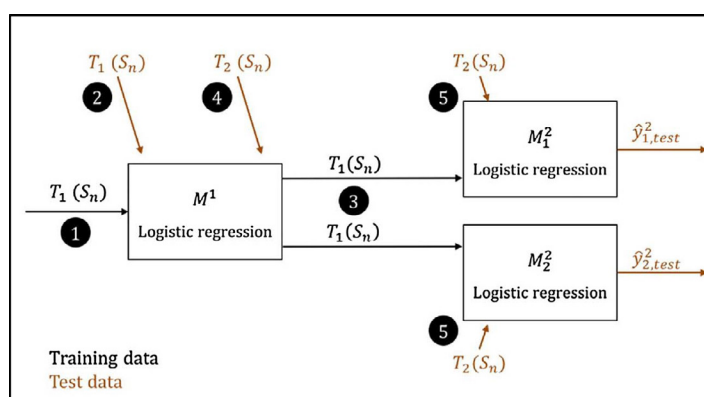 T₁ (Sₙ)
T₂ (Sₙ)
T₂(Sₙ)
2
4
5
M₁²
Logistic regression
ŷ²₁,test
T₁ (Sₙ)
1
M¹
Logistic regression
T₁(Sₙ)
3
T₁(Sₙ)
M₂²
Logistic regression
ŷ²₂,test
5
T₂(Sₙ)
Training data
Test data